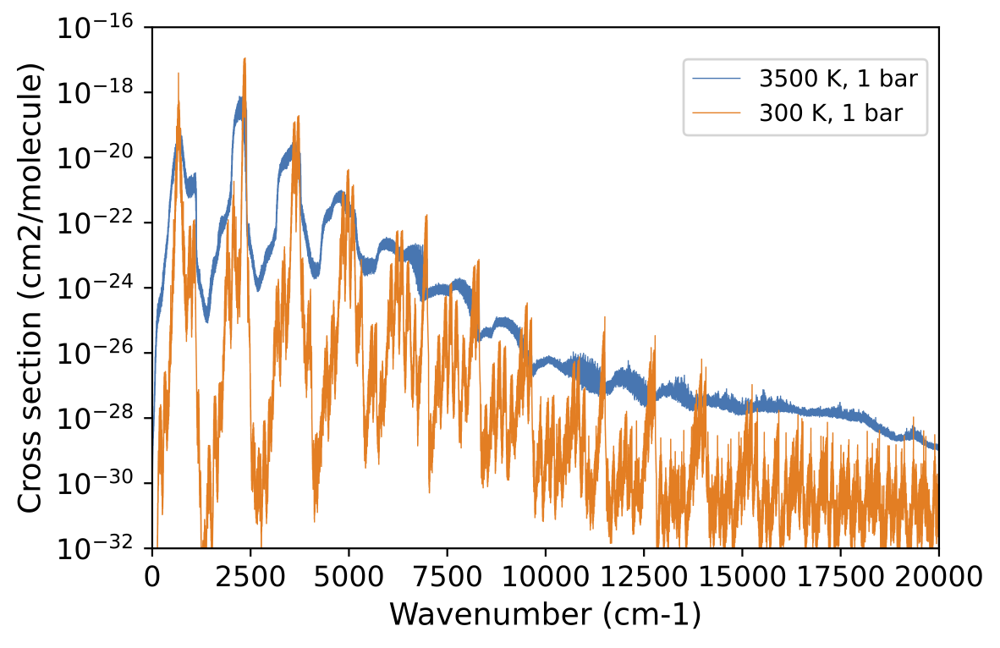 10⁻¹⁶
10⁻¹⁸
10⁻²⁰
10⁻²²
10⁻²⁴
10⁻²⁶
10⁻²⁸
10⁻³⁰
10⁻³²
Cross section (cm2/molecule)
3500 K, 1 bar
300 K, 1 bar
0 2500 5000 7500 10000 12500 15000 17500 20000
Wavenumber (cm-1)